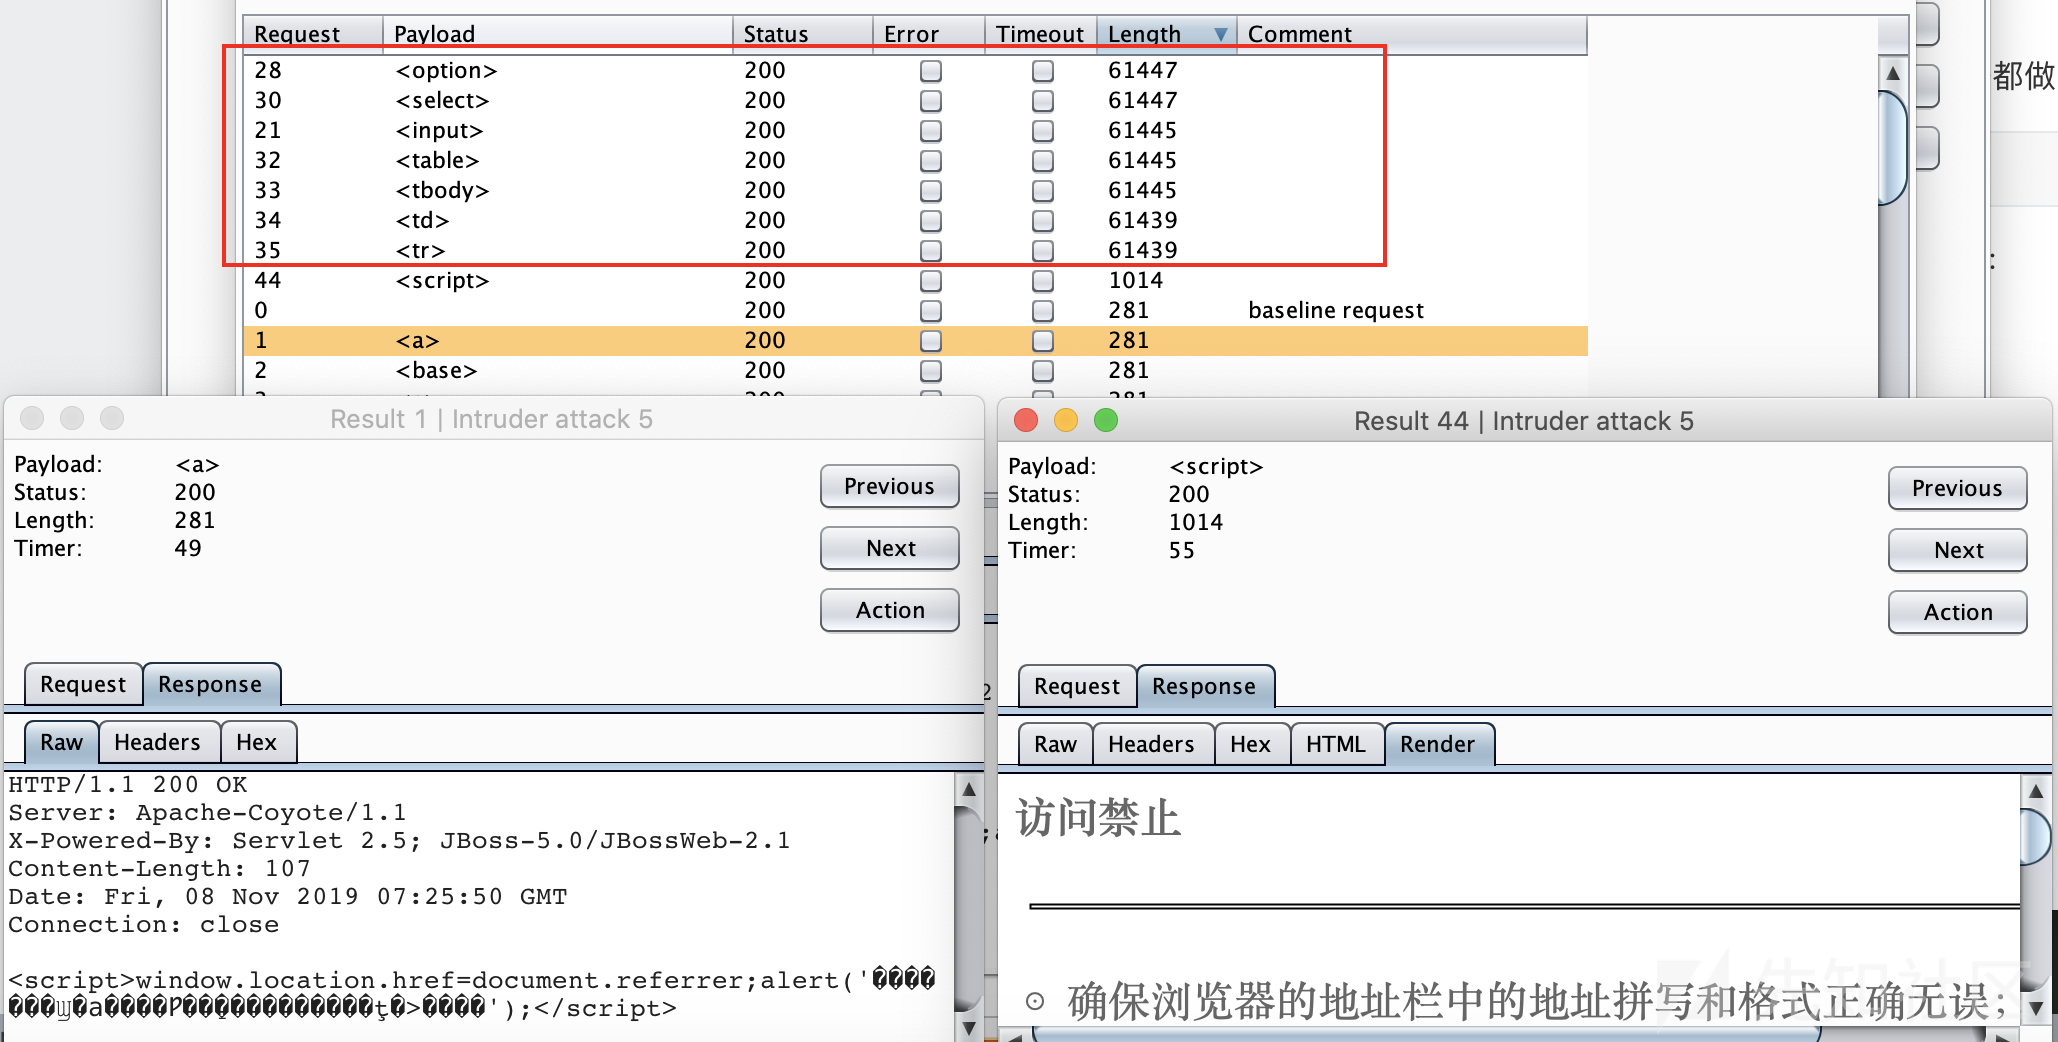 Request Payload Status Error Timeout Length Comment
28 <option> 200 61447
30 <select> 200 61447
21 <input> 200 61445
32 <table> 200 61445
33 <tbody> 200 61445
34 <td> 200 61439
35 <tr> 200 61439
44 <script> 200 1014
0 200 281 baseline request
1 <a> 200 281
2 <base> 200 281
都做
:
Result 1 | Intruder attack 5
Payload: <a>
Status: 200
Length: 281
Timer: 49
Previous
Next
Action
Request Response
Raw Headers Hex
HTTP/1.1 200 OK
Server: Apache-Coyote/1.1
X-Powered-By: Servlet 2.5; JBoss-5.0/JBossWeb-2.1
Content-Length: 107
Date: Fri, 08 Nov 2019 07:25:50 GMT
Connection: close
<script>window.location.href=document.referrer;alert('����
���ϣ�a����Ƿ��ֻ����������ţ�>����');</script>
Result 44 | Intruder attack 5
Payload: <script>
Status: 200
Length: 1014
Timer: 55
Previous
Next
Action
Request Response
Raw Headers Hex HTML Render
访问禁止
确保浏览器的地址栏中的地址拼写和格式正确无误;
先知社区